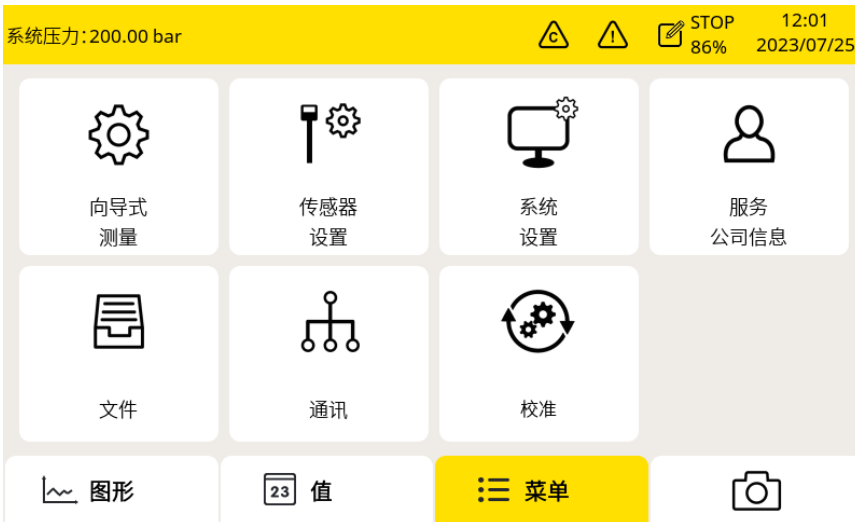 系统压力：200.00 bar
C
!
STOP
86%
12:01
2023/07/25
向导式
测量
传感器
设置
系统
设置
服务
公司信息
文件
通讯
校准
图形
23
值
菜单